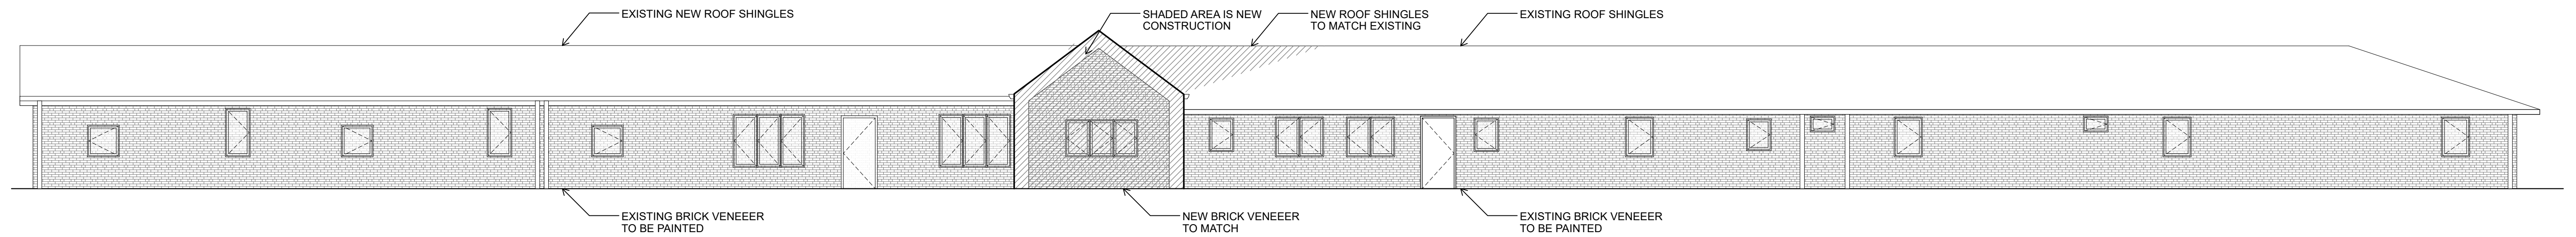 EXISTING NEW ROOF SHINGLES
SHADED AREA IS NEW
CONSTRUCTION
NEW ROOF SHINGLES
TO MATCH EXISTING
EXISTING ROOF SHINGLES
EXISTING BRICK VENEEER
TO BE PAINTED
NEW BRICK VENEEER
TO MATCH
EXISTING BRICK VENEEER
TO BE PAINTED